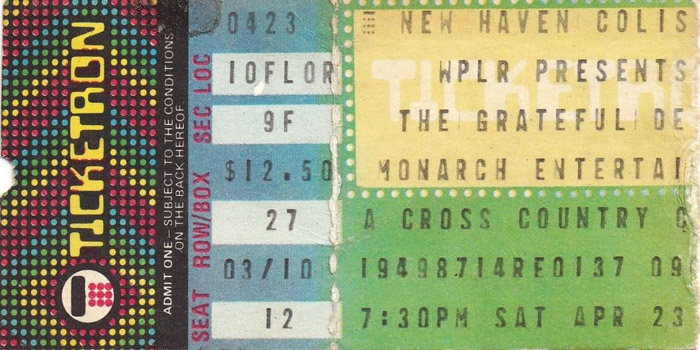 TICKETRON
ADMIT ONE — SUBJECT TO THE CONDITIONS
ON THE BACK HEREOF.
SEAT ROW/BOX SEC LOC
0423
10FLOR
9F
$12.50
27
03/10
12
NEW HAVEN COLIS
WPLR PRESENTS
THE GRATEFUL DE
MONARCH ENTERTAI
A CROSS COUNTRY C
19498714RE0137 09
7:30PM SAT APR 23
TICKETRO